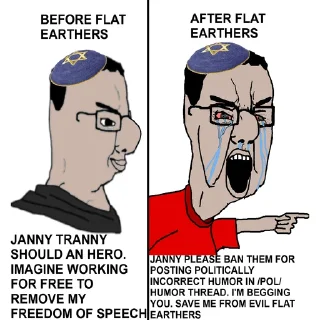 BEFORE FLAT
EARTHERS
JANNY TRANNY
SHOULD AN HERO.
IMAGINE WORKING
FOR FREE TO
REMOVE MY
FREEDOM OF SPEECH
AFTER FLAT
EARTHERS
JANNY PLEASE BAN THEM FOR
POSTING POLITICALLY
INCORRECT HUMOR IN /POL/
HUMOR THREAD. I'M BEGGING
YOU. SAVE ME FROM EVIL FLAT
EARTHERS